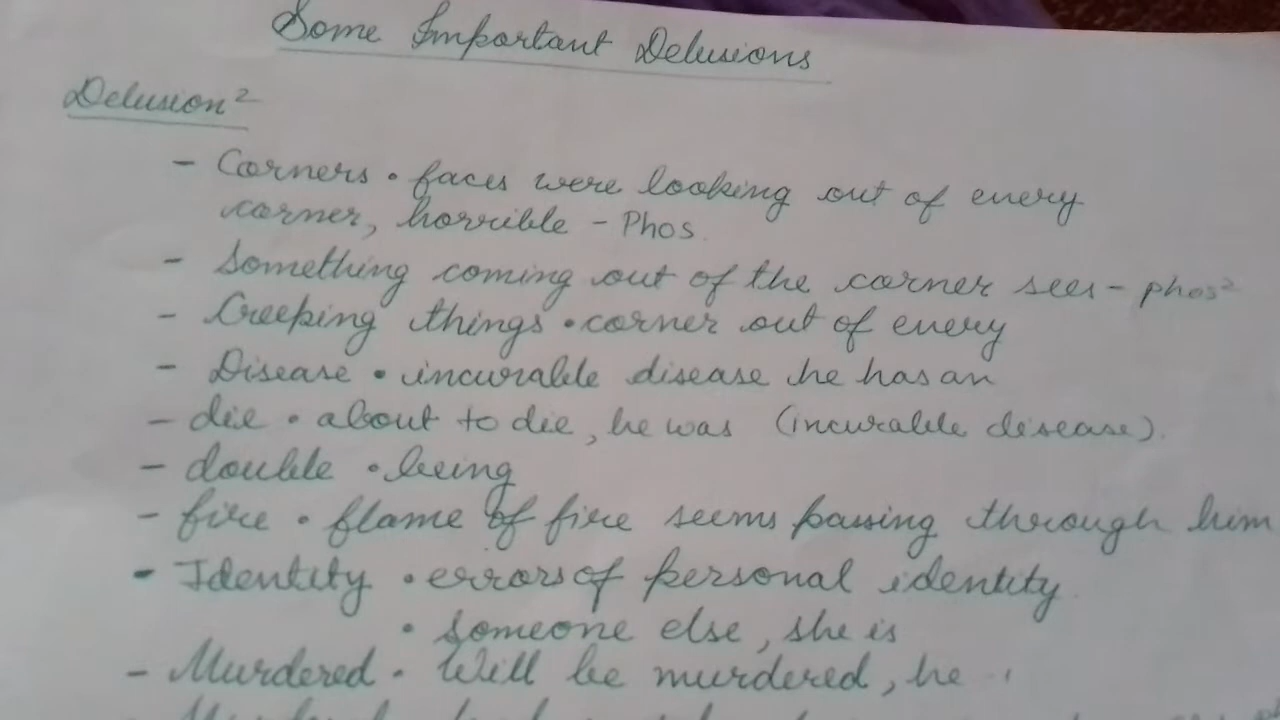 Some Important Delusions
Delusion²
- Corners • faces were looking out of every
corner, horrible - Phos.
- Something coming out of the corner sees - phos²
- Creeping things • corner out of every
- Disease • incurable disease he has an
- die • about to die, he was (incurable disease).
- double • being
- fire • flame of fire seems passing through him
- Identity • errors of personal identity.
• Someone else, she is
- Murdered • Will be murdered, he